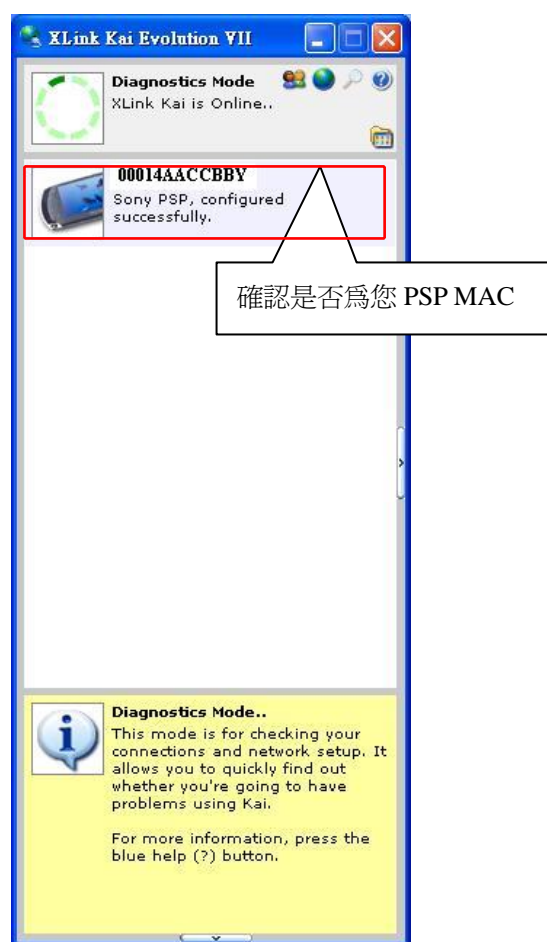 XLink Kai Evolution VII
Diagnostics Mode
XLink Kai is Online..
00014AACCBBY
Sony PSP, configured
successfully.
確認是否爲您 PSP MAC
Diagnostics Mode..
This mode is for checking your
connections and network setup. It
allows you to quickly find out
whether you're going to have
problems using Kai.
For more information, press the
blue help (?) button.